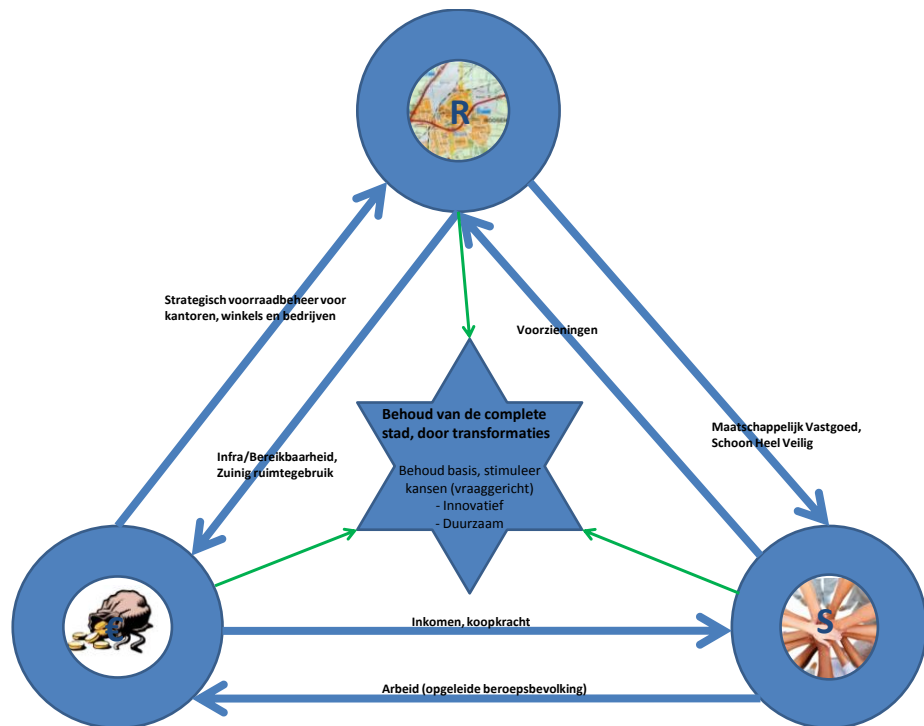 R
Strategisch voorraadbeheer voor
kantoren, winkels en bedrijven
Voorzieningen
Behoud van de complete
stad, door transformaties
Maatschappelijk Vastgoed,
Schoon Heel Veilig
Infra/Bereikbaarheid,
Zuinig ruimtegebruik
Behoud basis, stimuleer
kansen (vraaggericht)
- Innovatief
- Duurzaam
€
S
Inkomen, koopkracht
Arbeid (opgeleide beroepsbevolking)